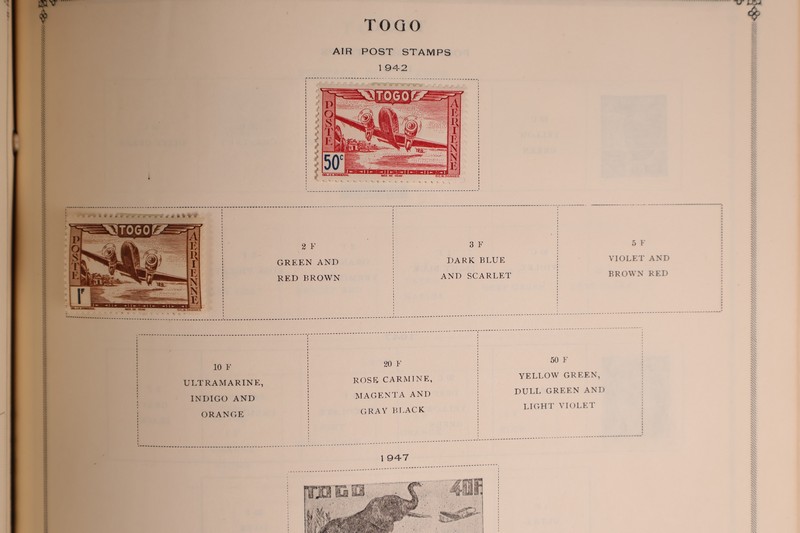 TOGO
AIR POST STAMPS
1942
TOGO
POSTE
AERIENNE
50c
TOGO
POSTE
AERIENNE
1F
2 F
GREEN AND
RED BROWN
3 F
DARK BLUE
AND SCARLET
5 F
VIOLET AND
BROWN RED
10 F
ULTRAMARINE,
INDIGO AND
ORANGE
20 F
ROSE CARMINE,
MAGENTA AND
GRAY BLACK
50 F
YELLOW GREEN,
DULL GREEN AND
LIGHT VIOLET
1947
TOGO
40F